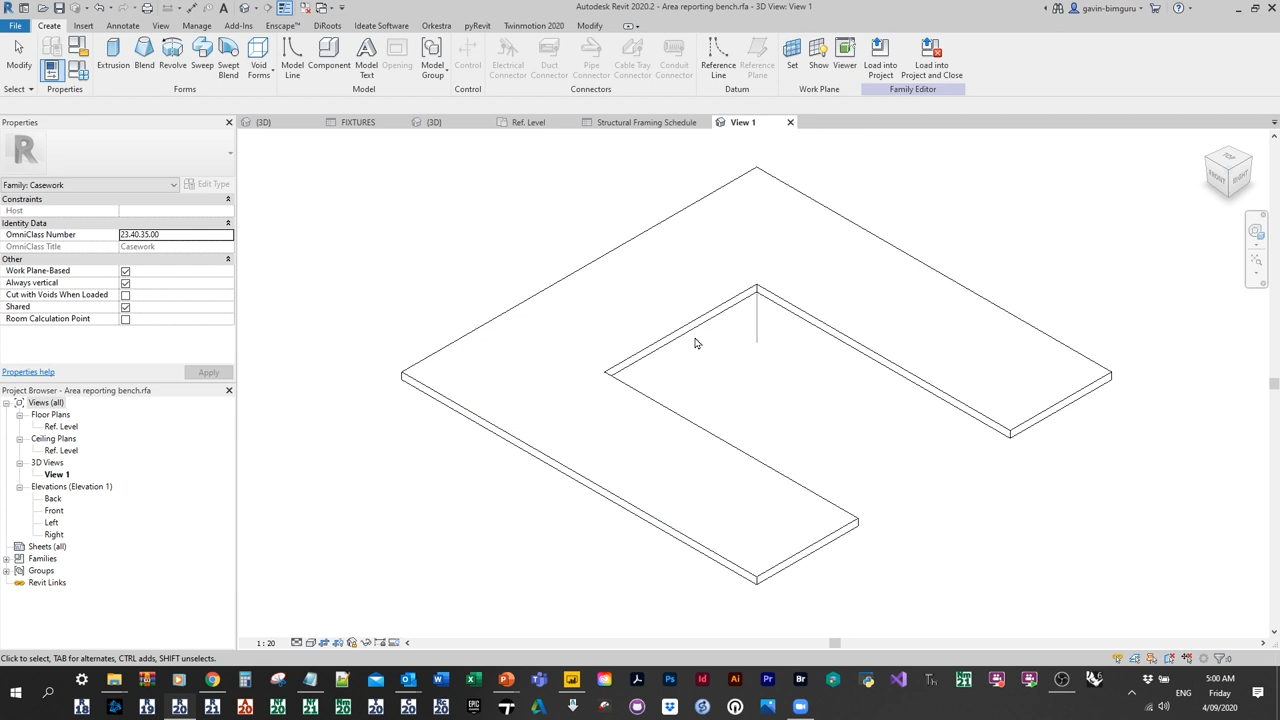 Autodesk Revit 2020.2 - Area reporting bench.rfa - 3D View: View 1
gavin-bimguru
File Create Insert Annotate View Manage Add-Ins Enscape™ DiRoots Ideate Software Orkestra pyRevit Twinmotion 2020 Modify
Modify Extrusion Blend Revolve Sweep Swept Blend Void Forms Model Line Component Model Text Opening Model Group Control Electrical Connector Duct Connector Pipe Connector Cable Tray Connector Conduit Connector Reference Line Reference Plane Set Show Viewer Load into Project Load into Project and Close
Select Properties Forms Model Control Connectors Datum Work Plane Family Editor
Properties
{3D} FIXTURES {3D} Ref. Level Structural Framing Schedule View 1
Family: Casework Edit Type
Constraints
Host
Identity Data
OmniClass Number 23.40.35.00
OmniClass Title Casework
Other
Work Plane-Based
Always vertical
Cut with Voids When Loaded
Shared
Room Calculation Point
Properties help Apply
Project Browser - Area reporting bench.rfa
Views (all)
Floor Plans
Ref. Level
Ceiling Plans
Ref. Level
3D Views
View 1
Elevations (Elevation 1)
Back
Front
Left
Right
Sheets (all)
Families
Groups
Revit Links
TOP
FRONT RIGHT
1 : 20
Click to select, TAB for alternates, CTRL adds, SHIFT unselects.
:0
5:00 AM
ENG Friday
4/09/2020